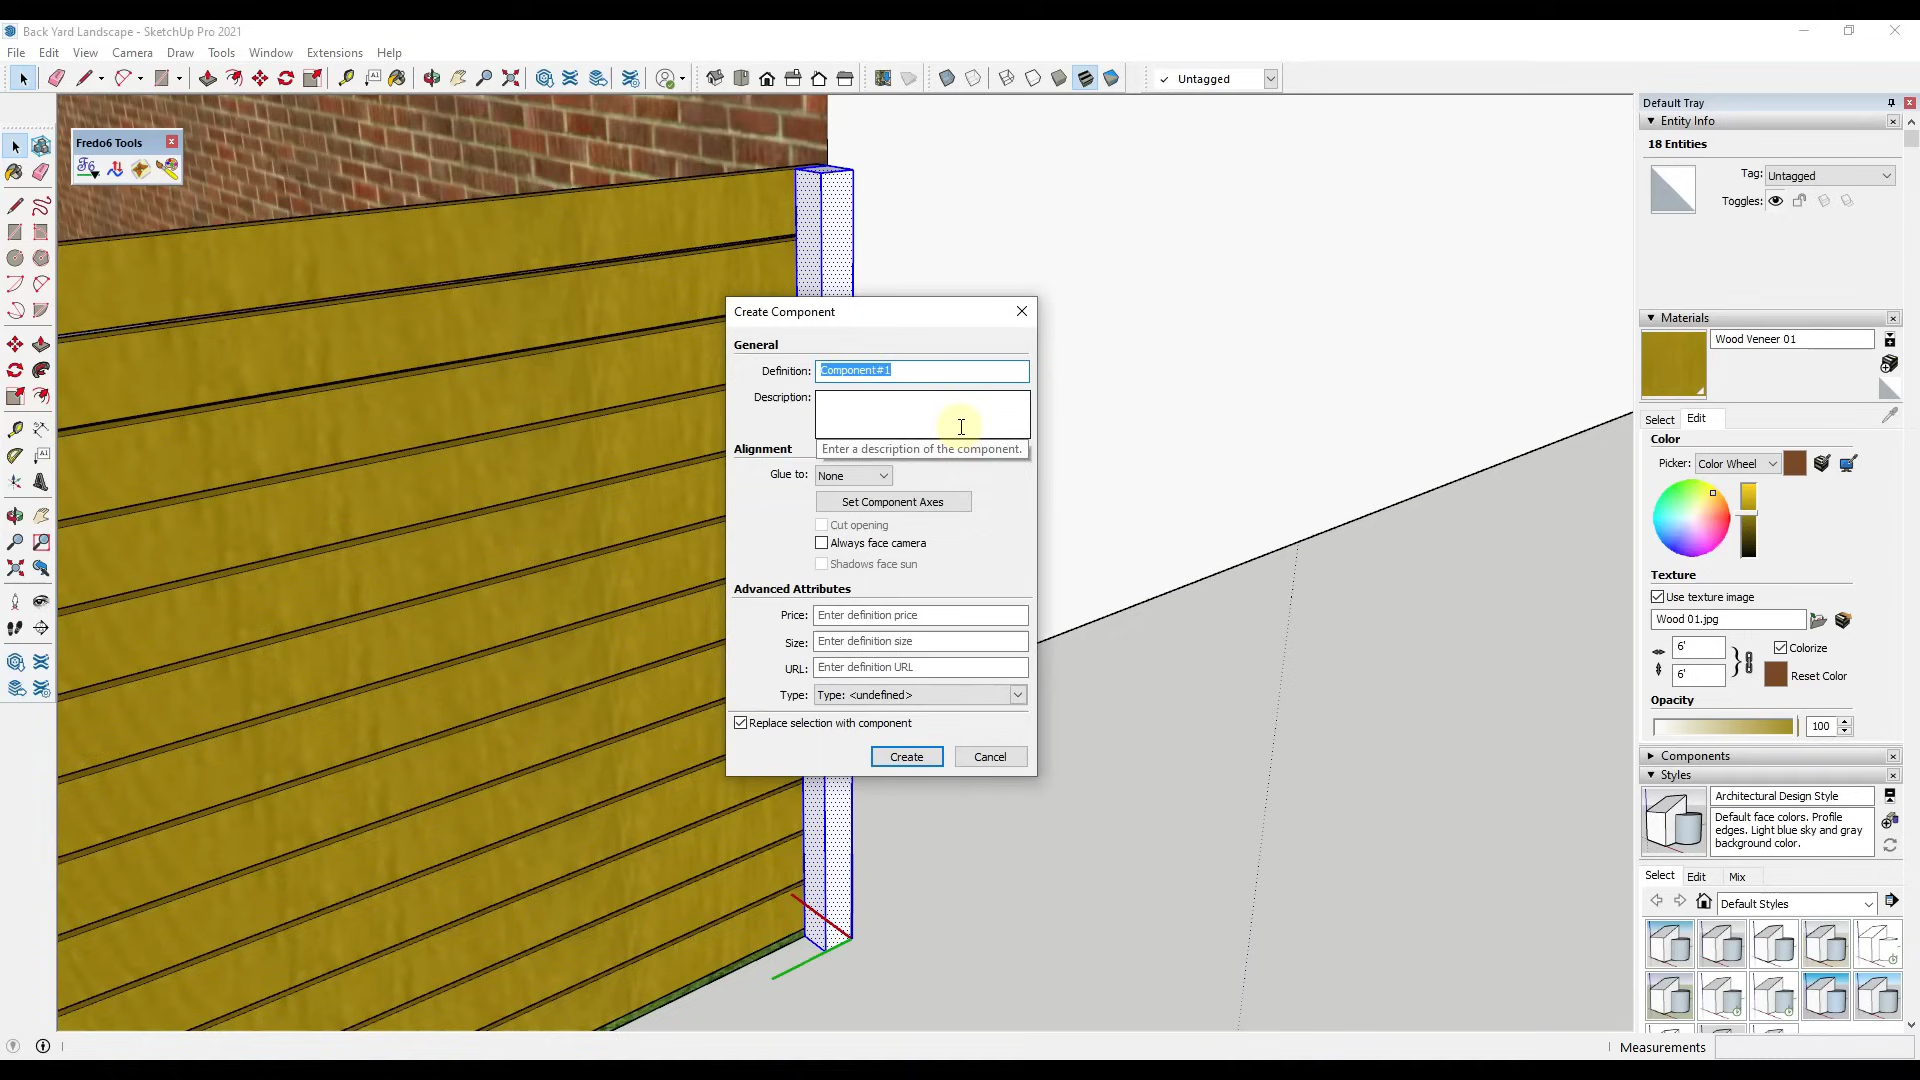 Back Yard Landscape - SketchUp Pro 2021
File Edit View Camera Draw Tools Window Extensions Help
Untagged
Fredo6 Tools
Default Tray
Entity Info
18 Entities
Tag: Untagged
Toggles:
Materials
Wood Veneer 01
Select Edit
Color
Picker: Color Wheel
Texture
Use texture image
Wood 01.jpg
6'
Colorize
6'
Reset Color
Opacity
100
Components
Styles
Architectural Design Style
Default face colors. Profile
edges. Light blue sky and gray
background color.
Select Edit Mix
Default Styles
Create Component
General
Definition: Component#1
Description:
Enter a description of the component.
Alignment
Glue to: None
Set Component Axes
Cut opening
Always face camera
Shadows face sun
Advanced Attributes
Price: Enter definition price
Size: Enter definition size
URL: Enter definition URL
Type: Type: <undefined>
Replace selection with component
Create Cancel
Measurements